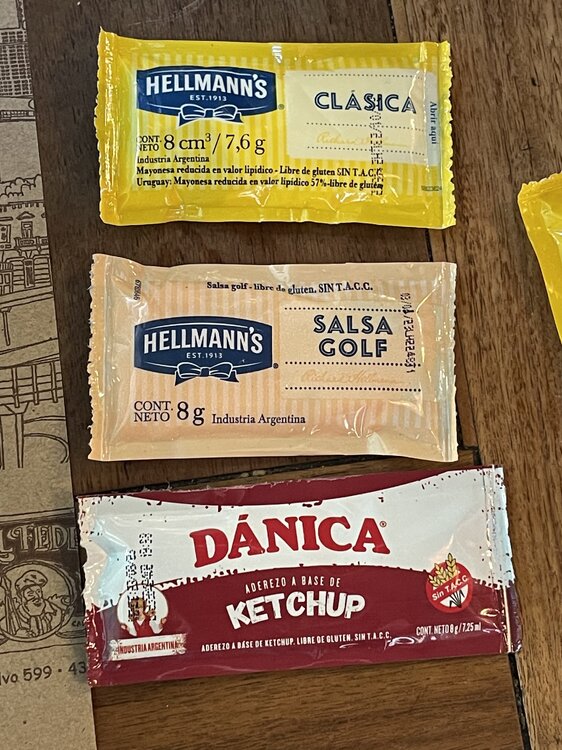 HELLMANN'S
EST.1913
CLÁSICA
Abrir aquí
CONT. NETO 8 cm³/7,6 g
Industria Argentina
Mayonesa reducida en valor lipídico - Libre de gluten SIN T.A.C.C.
Uruguay: Mayonesa reducida en valor lipídico 57%-libre de gluten
Salsa golf - libre de gluten. SIN T.A.C.C.
HELLMANN'S
EST.1913
SALSA
GOLF
CONT. NETO 8 g Industria Argentina
DÁNICA®
ADEREZO A BASE DE
KETCHUP
Sin T.A.C.C.
INDUSTRIA ARGENTINA
ADEREZO A BASE DE KETCHUP. LIBRE DE GLUTEN. SIN T.A.C.C.
CONT. NETO 8 g/7,25 ml
599 - 43